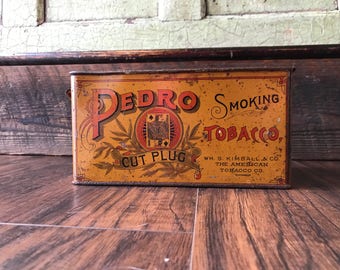 PEDRO
SMOKING
TOBACCO
CUT PLUG
WM. S. KIMBALL & CO.
THE AMERICAN
TOBACCO CO.